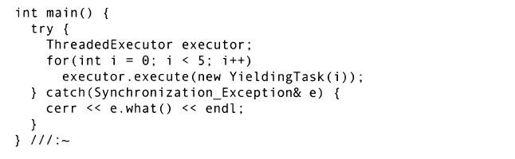 int main() {
  try {
    ThreadedExecutor executor;
    for(int i = 0; i < 5; i++)
      executor.execute(new YieldingTask(i));
  } catch(Synchronization_Exception& e) {
    cerr << e.what() << endl;
  }
} ///:~